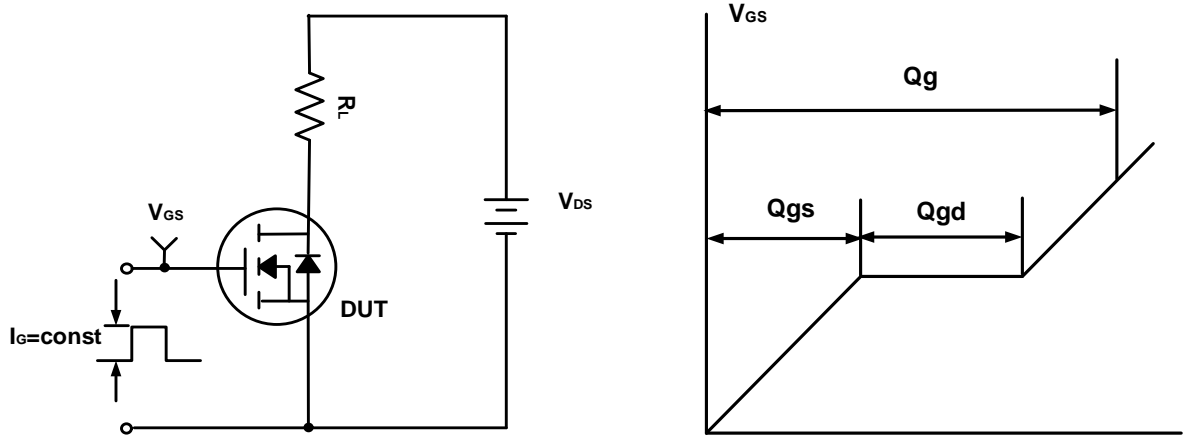 VGS
Qg
RL
VDS
VGS
Qgs
Qgd
DUT
IG=const